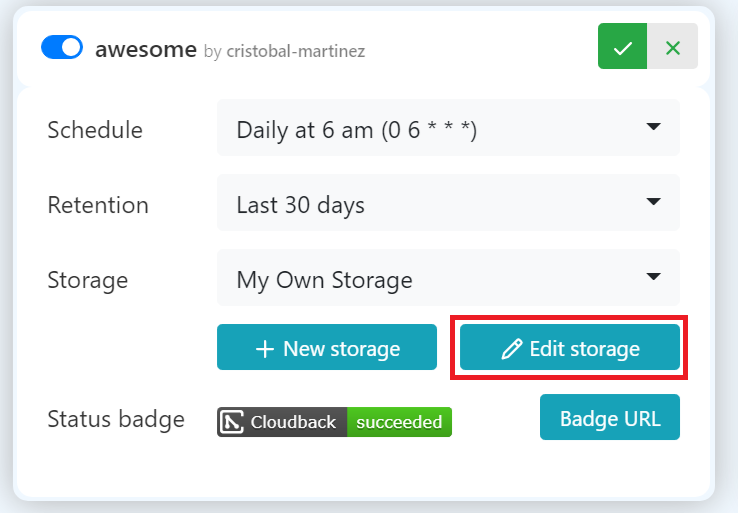 awesome by cristobal-martinez
Schedule Daily at 6 am (0 6 * * *)
Retention Last 30 days
Storage My Own Storage
New storage Edit storage
Status badge Cloudback succeeded Badge URL